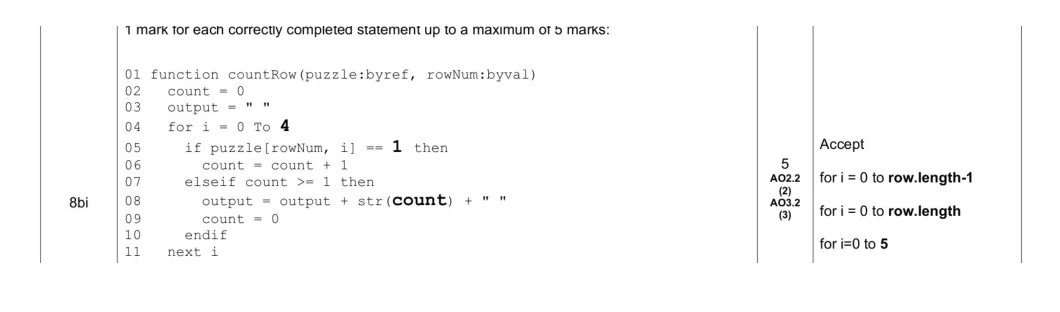 1 mark for each correctly completed statement up to a maximum of 5 marks:
01 function countRow(puzzle:byref, rowNum:byval)
02 count = 0
03 output = " "
04 for i = 0 To 4
05 if puzzle[rowNum, i] == 1 then
06 count = count + 1
07 elseif count >= 1 then
08 output = output + str(count) + " "
09 count = 0
10 endif
11 next i
8bi
5
AO2.2
(2)
AO3.2
(3)
Accept
for i = 0 to row.length-1
for i = 0 to row.length
for i=0 to 5